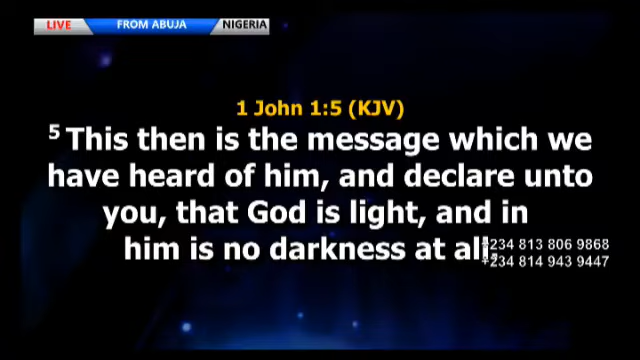 LIVE FROM ABUJA NIGERIA
1 John 1:5 (KJV)
5 This then is the message which we
have heard of him, and declare unto
you, that God is light, and in
him is no darkness at all.
+234 813 806 9868
+234 814 943 9447